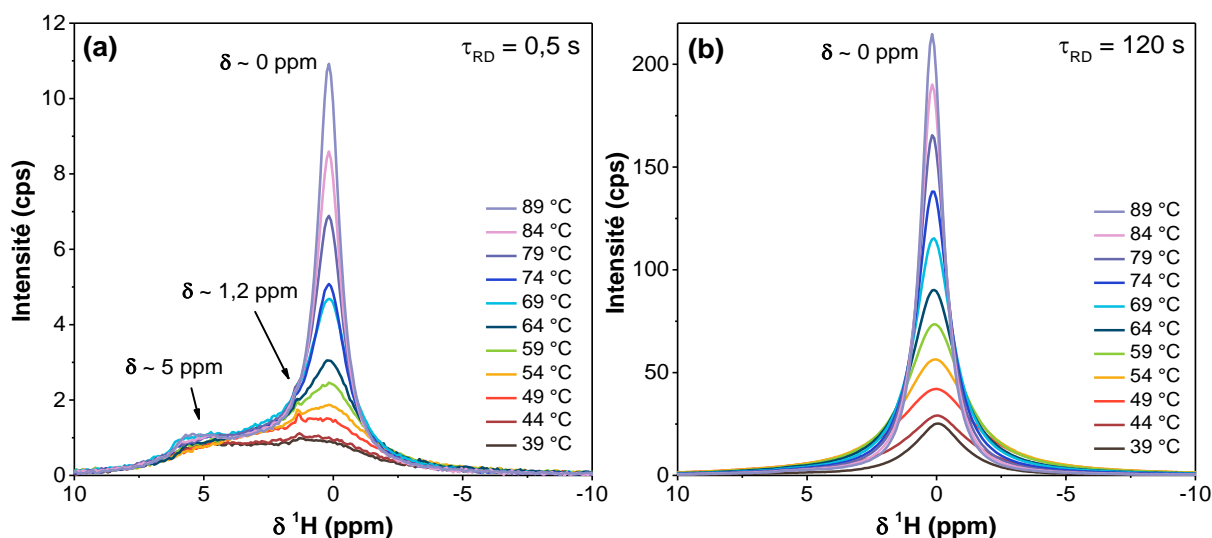 (a)
τRD = 0,5 s
δ ~ 0 ppm
δ ~ 1,2 ppm
δ ~ 5 ppm
89 °C
84 °C
79 °C
74 °C
69 °C
64 °C
59 °C
54 °C
49 °C
44 °C
39 °C
12
10
8
6
4
2
0
Intensité (cps)
10
5
0
-5
-10
δ ¹H (ppm)
(b)
τRD = 120 s
δ ~ 0 ppm
89 °C
84 °C
79 °C
74 °C
69 °C
64 °C
59 °C
54 °C
49 °C
44 °C
39 °C
200
150
100
50
0
Intensité (cps)
10
5
0
-5
-10
δ ¹H (ppm)